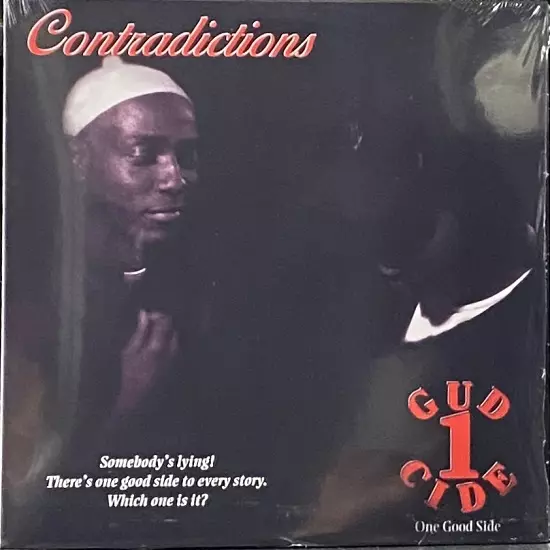 Contradictions
Somebody's lying!
There's one good side to every story.
Which one is it?
GUD
1
CIDE
One Good Side